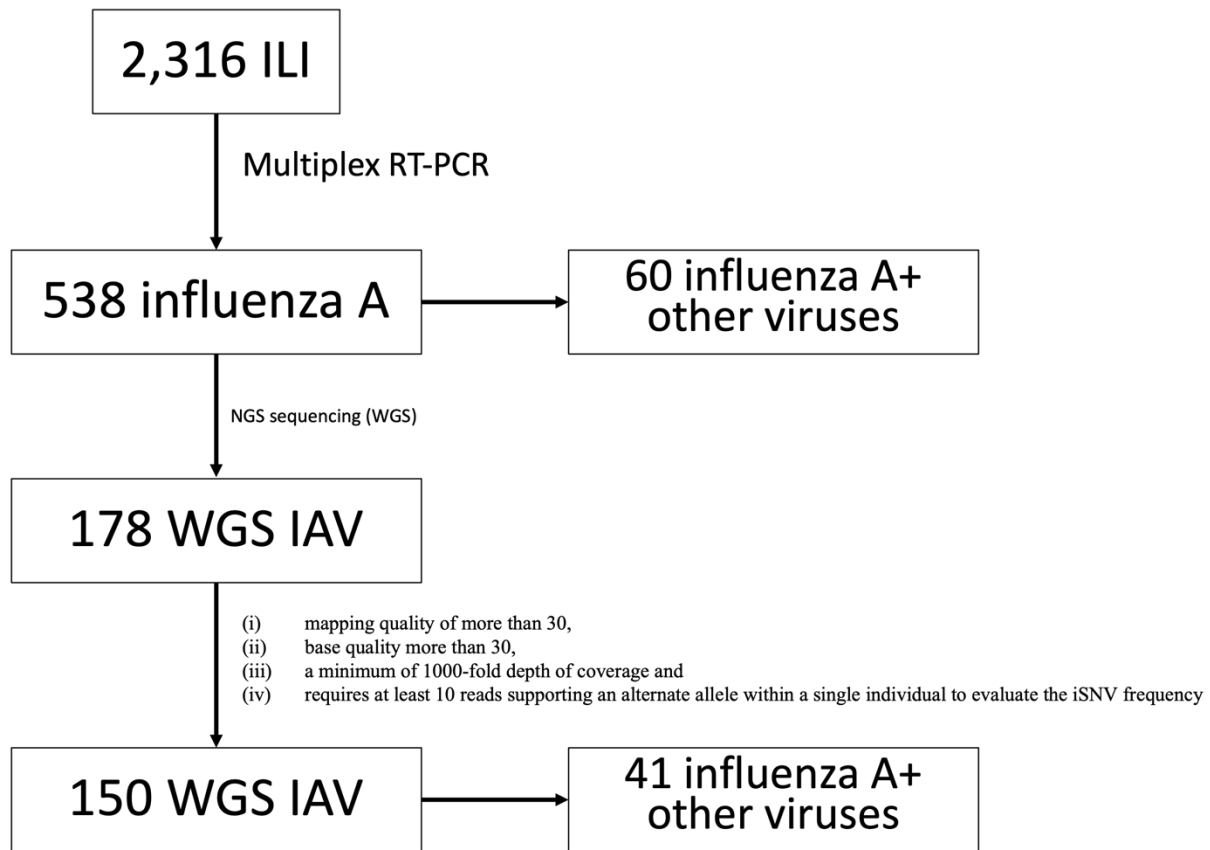 2,316 ILI
Multiplex RT-PCR
538 influenza A
60 influenza A+
other viruses
NGS sequencing (WGS)
178 WGS IAV
(i) mapping quality of more than 30,
(ii) base quality more than 30,
(iii) a minimum of 1000-fold depth of coverage and
(iv) requires at least 10 reads supporting an alternate allele within a single individual to evaluate the iSNV frequency
150 WGS IAV
41 influenza A+
other viruses